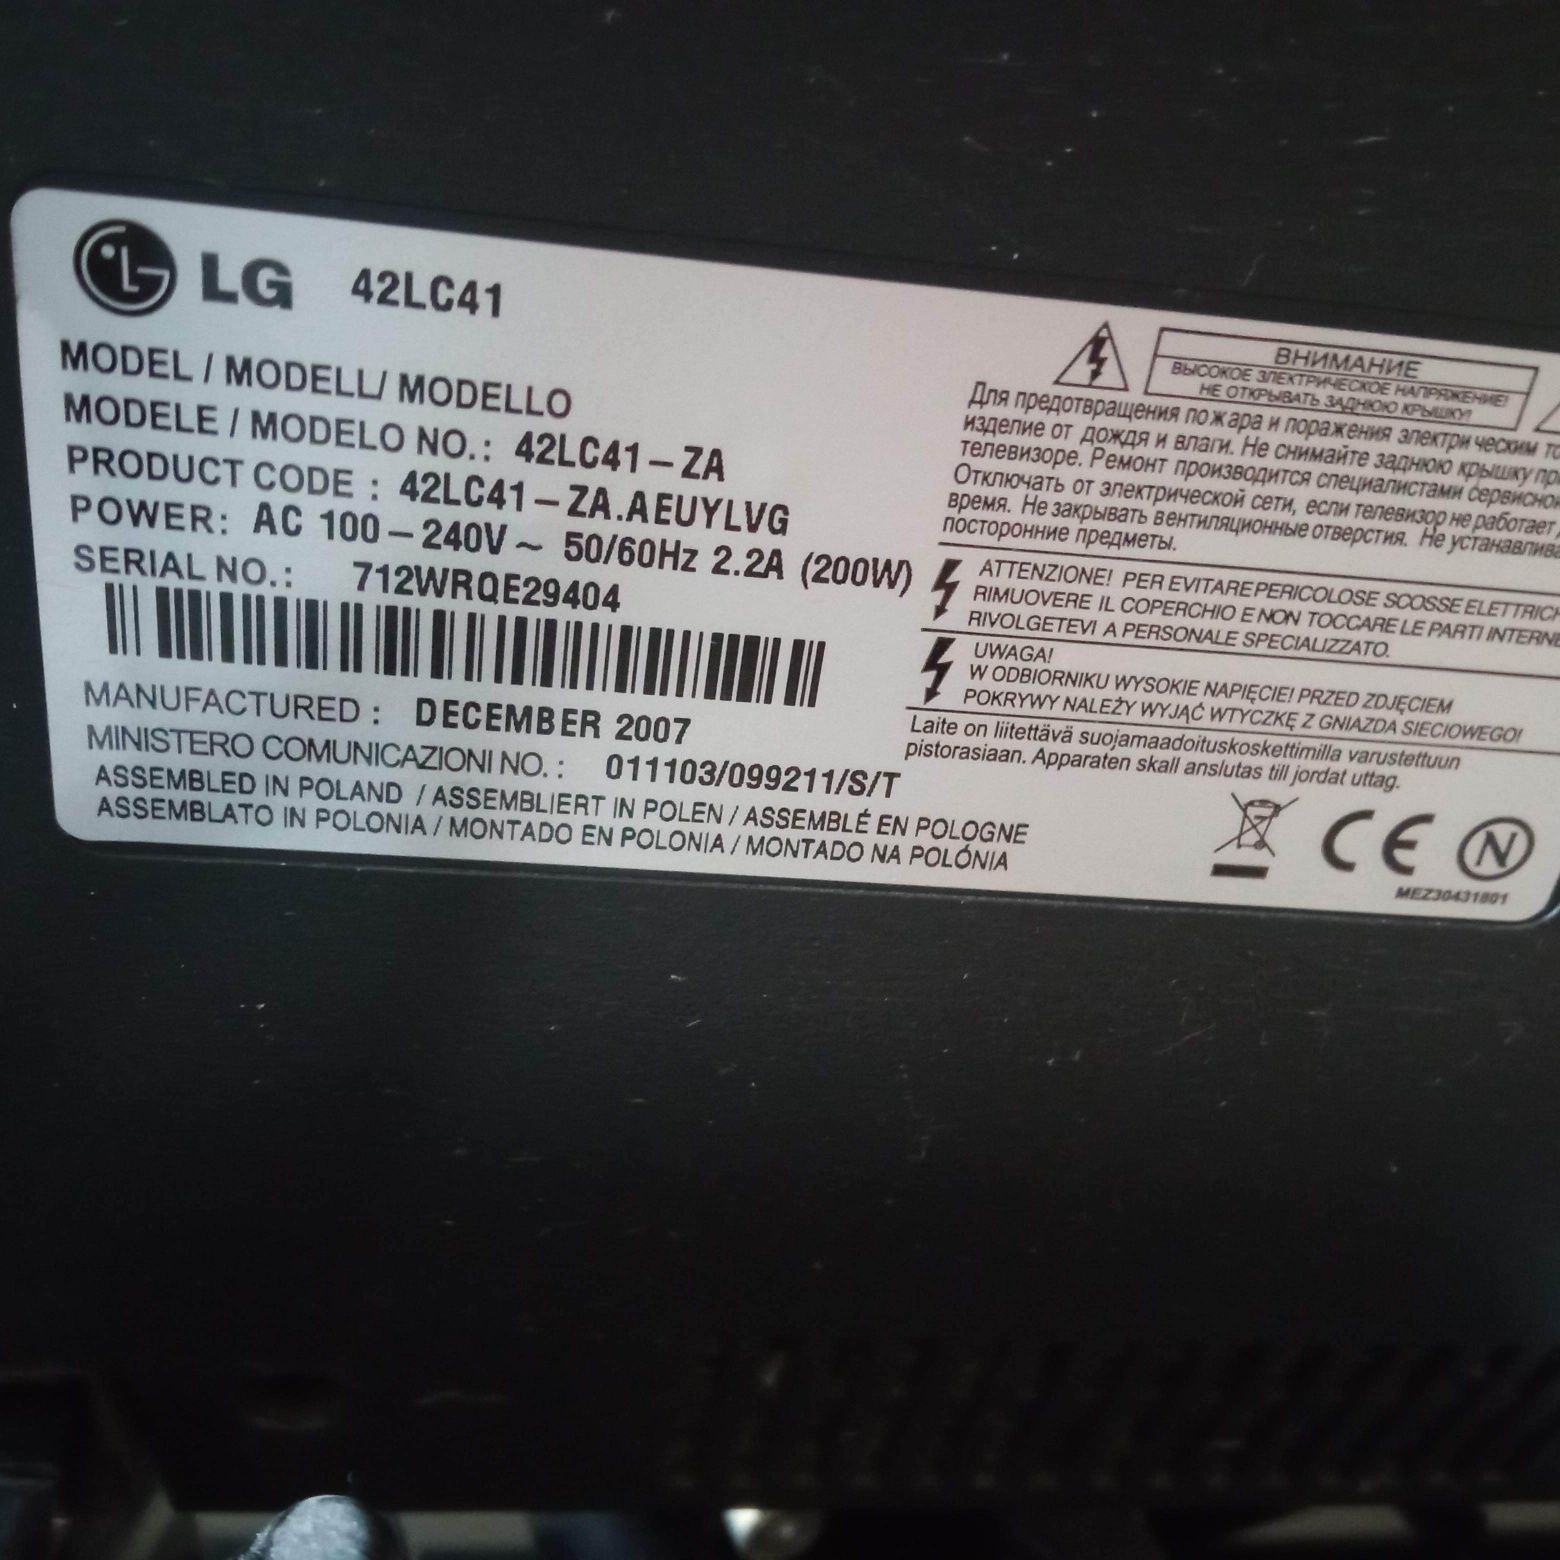 LG 42LC41
MODEL / MODELL/ MODELLO
MODELE / MODELO NO.: 42LC41-ZA
PRODUCT CODE : 42LC41-ZA.AEUYLVG
POWER: AC 100-240V~ 50/60Hz 2.2A (200W)
SERIAL NO.: 712WRQE29404
MANUFACTURED : DECEMBER 2007
MINISTERO COMUNICAZIONI NO.: 011103/099211/S/T
ASSEMBLED IN POLAND / ASSEMBLIERT IN POLEN / ASSEMBLÉ EN POLOGNE
ASSEMBLATO IN POLONIA / MONTADO EN POLONIA / MONTADO NA POLÓNIA
ВНИМАНИЕ
ВЫСОКОЕ ЭЛЕКТРИЧЕСКОЕ НАПРЯЖЕНИЕ!
НЕ ОТКРЫВАТЬ ЗАДНЮЮ КРЫШКУ!
Для предотвращения пожара и поражения электрическим
изделие от дождя и влаги. Не снимайте заднюю крышку
телевизоре. Ремонт производится специалистами
Отключать от электрической сети, если телевизор не работает
время. Не закрывать вентиляционные отверстия. Не
посторонние предметы.
ATTENZIONE! PER EVITARE PERICOLOSE SCOSSE
RIMUOVERE IL COPERCHIO E NON TOCCARE LE PARTI INTERNE
RIVOLGETEVI A PERSONALE SPECIALIZZATO.
UWAGA!
W ODBIORNIKU WYSOKIE NAPIĘCIE! PRZED ZDJĘCIEM
POKRYWY NALEŻY WYJĄĆ WTYCZKĘ Z GNIAZDA SIECIOWEGO!
Laite on liitettävä suojamaadoituskoskettimilla varustettuun
pistorasiaan. Apparaten skall anslutas till jordat uttag.
CE N
MEZ30431801